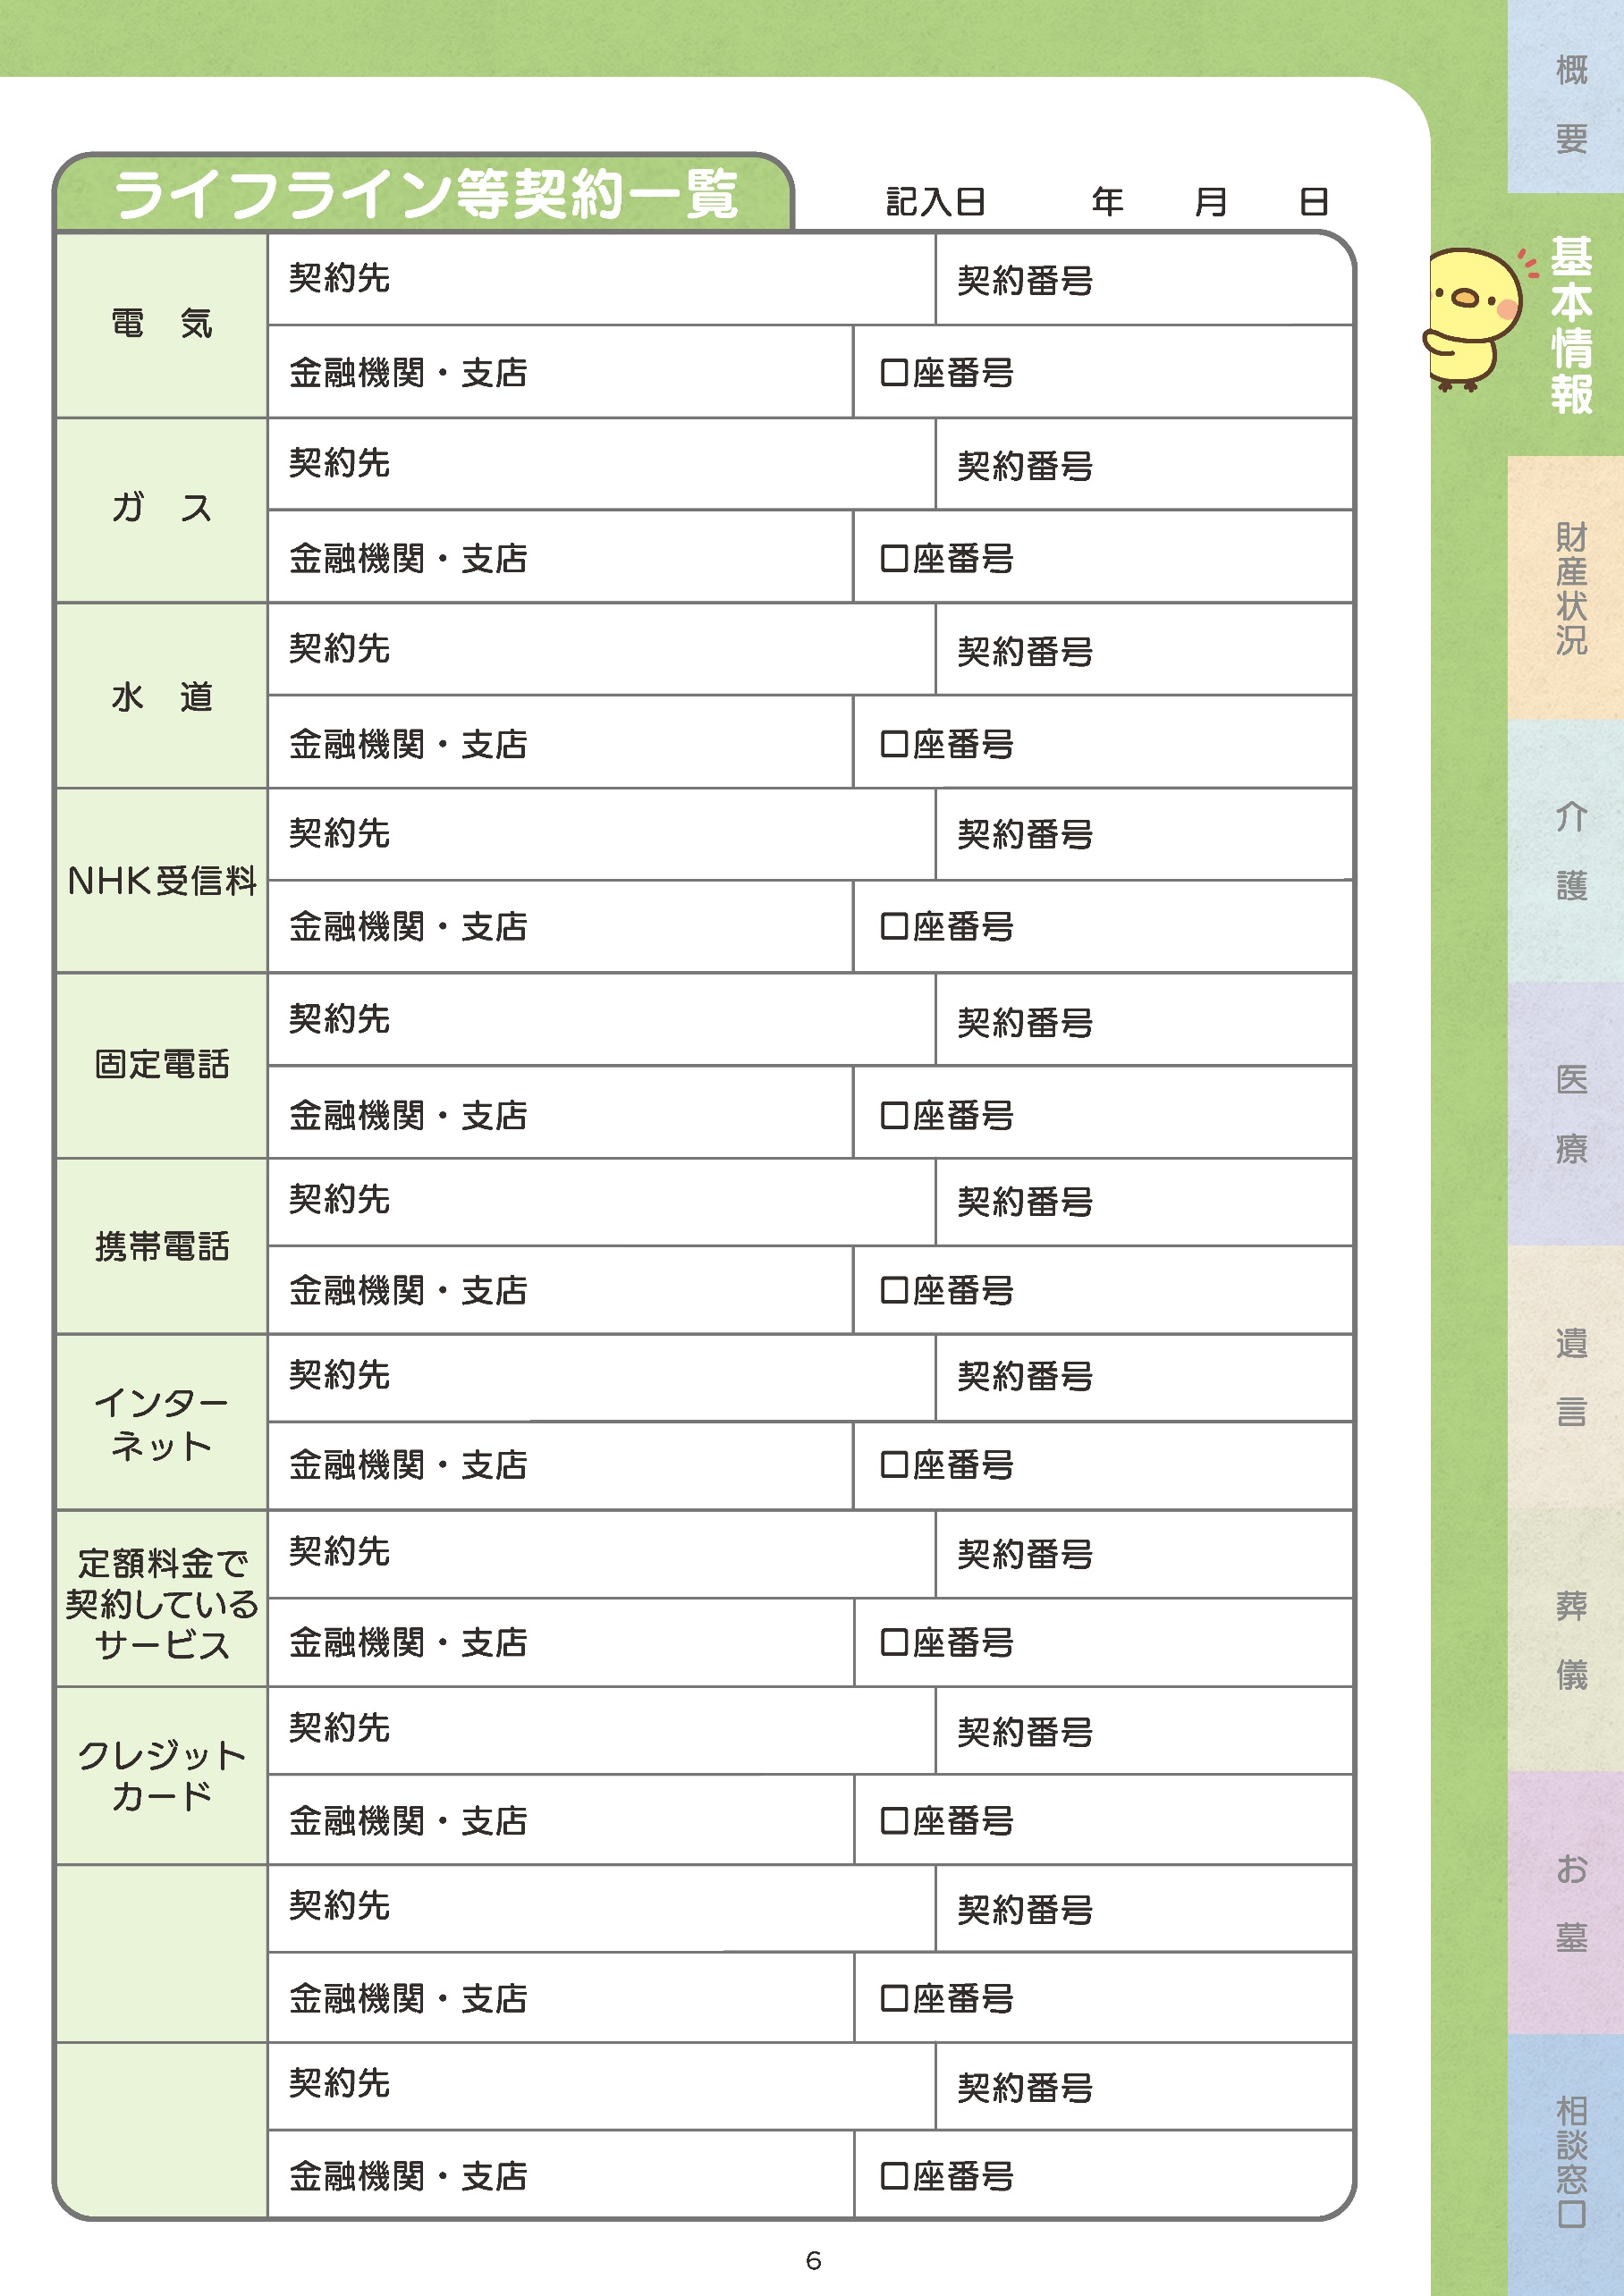 ライフライン等契約一覧
記入日　年　月　日
電　気
契約先
契約番号
金融機関・支店
口座番号
ガ　ス
契約先
契約番号
金融機関・支店
口座番号
水　道
契約先
契約番号
金融機関・支店
口座番号
NHK受信料
契約先
契約番号
金融機関・支店
口座番号
固定電話
契約先
契約番号
金融機関・支店
口座番号
携帯電話
契約先
契約番号
金融機関・支店
口座番号
インター
ネット
契約先
契約番号
金融機関・支店
口座番号
定額料金で
契約している
サービス
契約先
契約番号
金融機関・支店
口座番号
クレジット
カード
契約先
契約番号
金融機関・支店
口座番号
契約先
契約番号
金融機関・支店
口座番号
契約先
契約番号
金融機関・支店
口座番号
6
概　要
基本情報
財産状況
介　護
医　療
遺　言
葬　儀
お　墓
相談窓口